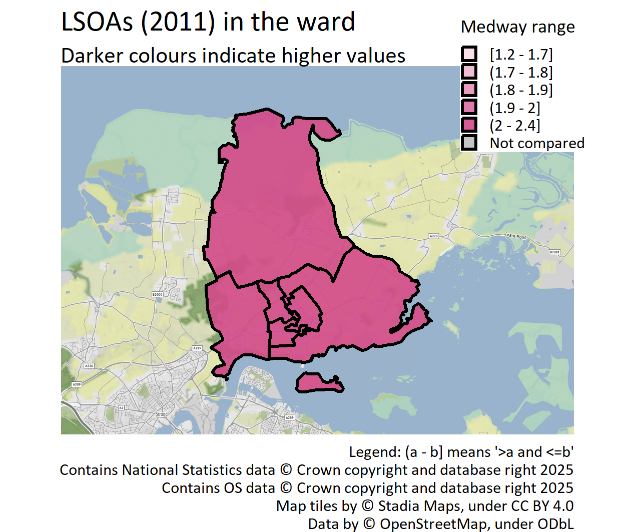 LSOAs (2011) in the ward
Darker colours indicate higher values
Medway range
[1.2 - 1.7]
(1.7 - 1.8]
(1.8 - 1.9]
(1.9 - 2]
(2 - 2.4]
Not compared
Legend: (a - b] means '>a and <=b'
Contains National Statistics data © Crown copyright and database right 2025
Contains OS data © Crown copyright and database right 2025
Map tiles by © Stadia Maps, under CC BY 4.0
Data by © OpenStreetMap, under ODbL